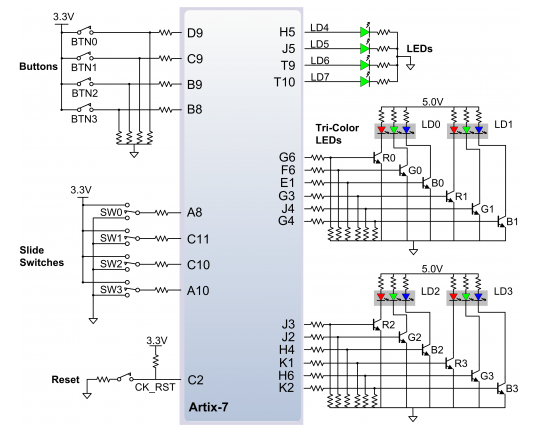 3.3V
BTN0
BTN1
BTN2
BTN3
Buttons
D9
C9
B9
B8
H5 LD4
J5 LD5
T9 LD6
T10 LD7
LEDs
5.0V
LD0 LD1
Tri-Color
LEDs
G6 R0
F6 G0
E1 B0
G3 R1
J4 G1
G4 B1
3.3V
SW0 A8
SW1 C11
SW2 C10
SW3 A10
Slide
Switches
5.0V
LD2 LD3
J3 R2
J2 G2
H4 B2
K1 R3
H6 G3
K2 B3
3.3V
Reset
CK_RST
C2
Artix-7